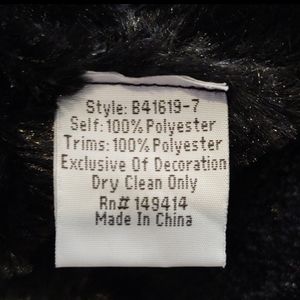 Style: B41619-7
Self: 100% Polyester
Trims: 100% Polyester
Exclusive Of Decoration
Dry Clean Only
Rn# 149414
Made In China